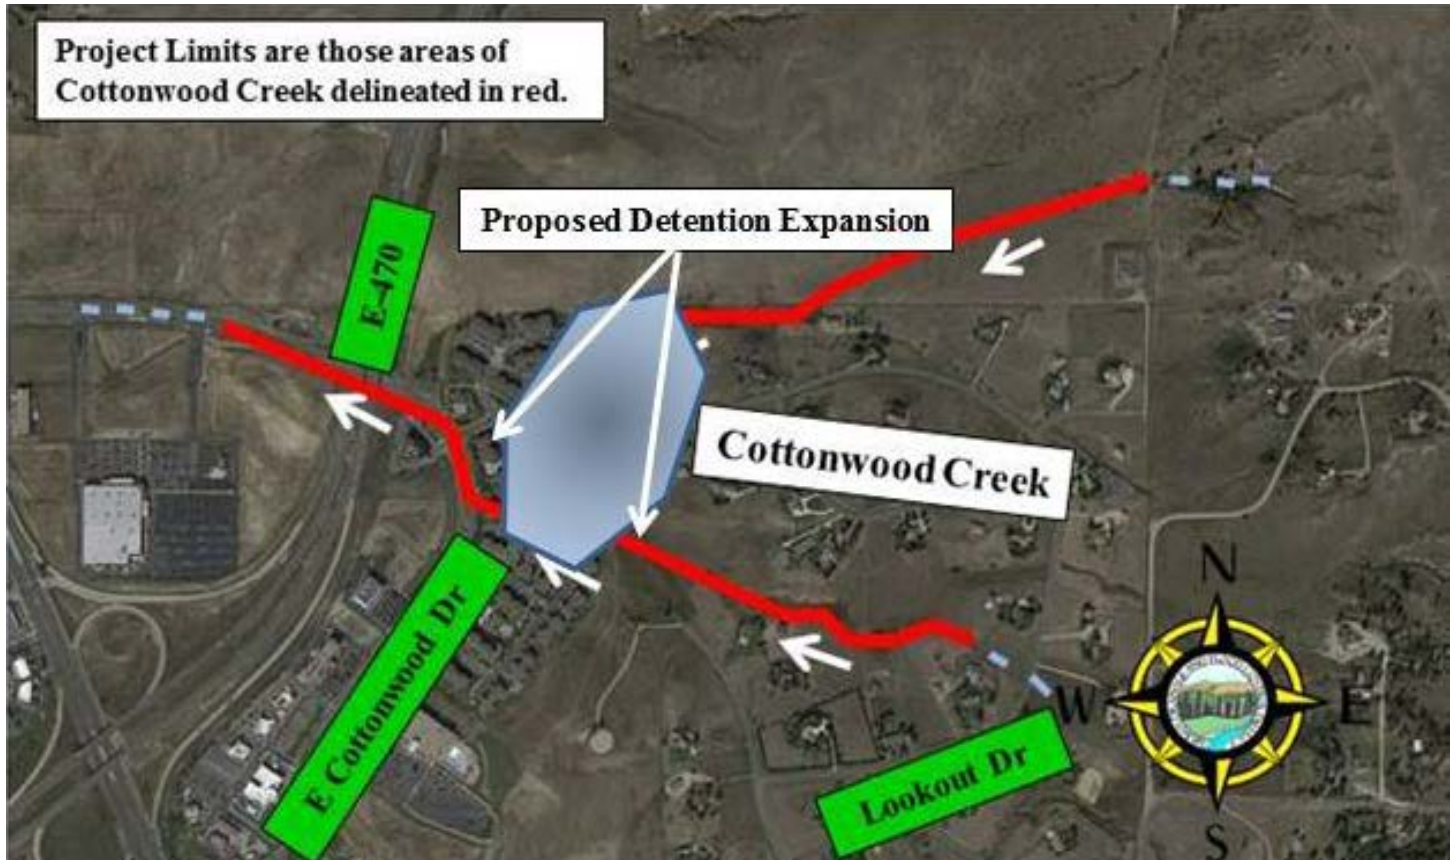 Project Limits are those areas of
Cottonwood Creek delineated in red.
Proposed Detention Expansion
E-470
Cottonwood Creek
E Cottonwood Dr
Lookout Dr
N
W
E
S